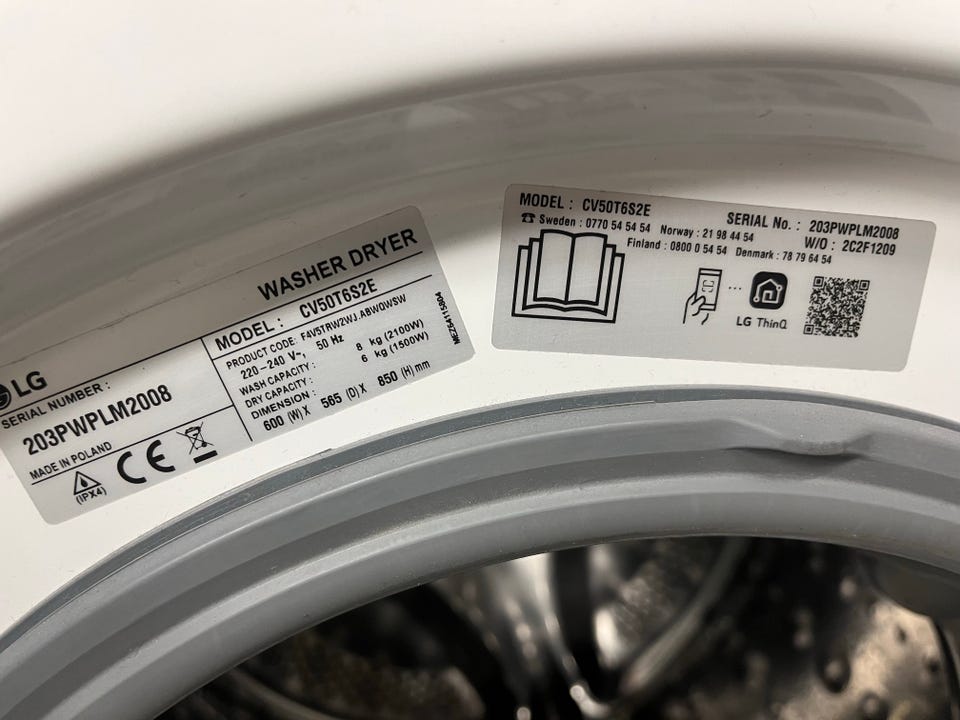 WASHER DRYER
LG
SERIAL NUMBER :
203PWPLM2008
MADE IN POLAND
(IPX4)
CE
MODEL : CV50T6S2E
PRODUCT CODE: F4V5TRW2WJ.ABWQWSW
220-240 V~, 50 Hz
WASH CAPACITY : 8 kg (2100W)
DRY CAPACITY : 6 kg (1500W)
DIMENSION :
600 (W) X 565 (D) X 850 (H) mm
MODEL : CV50T6S2E
SERIAL No. : 203PWPLM2008
W/O : 2C2F1209
☎ Sweden : 0770 54 54 54 Norway : 21 98 44 54
Finland : 0800 0 54 54 Denmark : 78 79 64 54
LG ThinQ